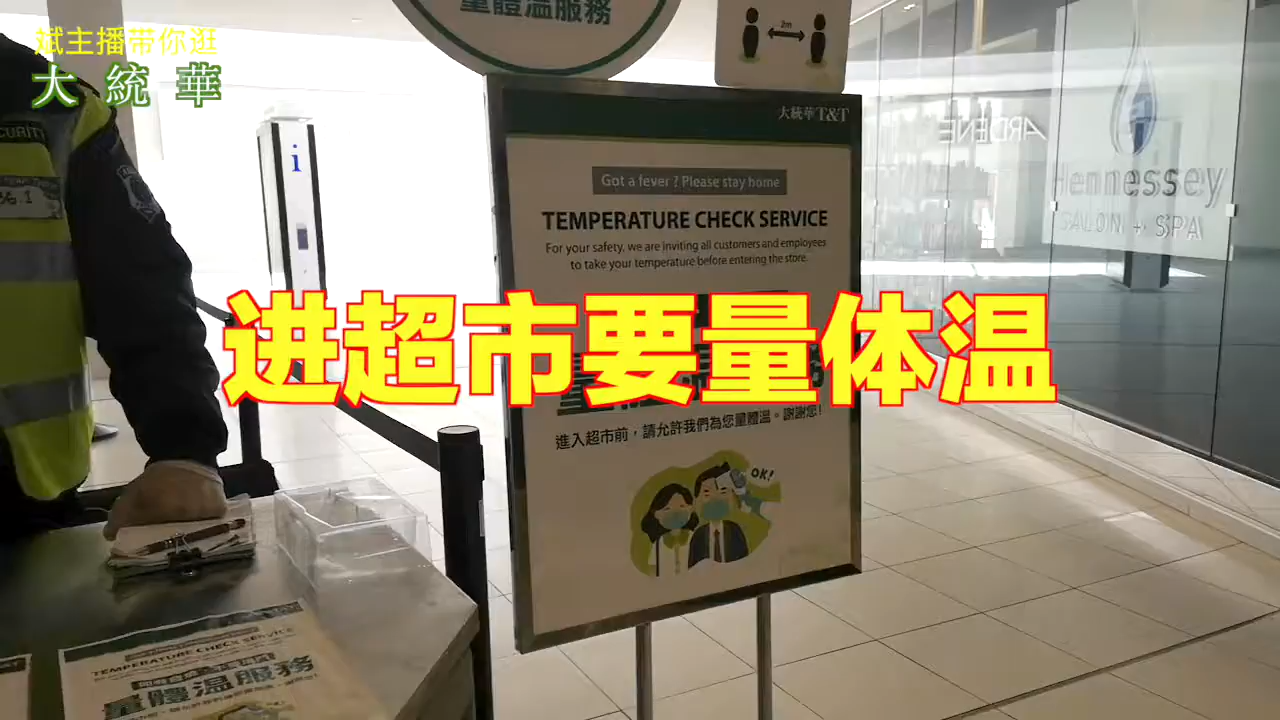 斌主播带你逛
大統華
量體溫服務
2m
大統華T&T
Got a fever ? Please stay home
TEMPERATURE CHECK SERVICE
For your safety, we are inviting all customers and employees
to take your temperature before entering the store.
进超市要量体温
進入超市前，請允許我們為您量體溫。謝謝您！
OK!
i
ARDENE
Hennessey
SALON + SPA
CURITY
TEMPERATURE CHECK SERVICE
量體溫服務